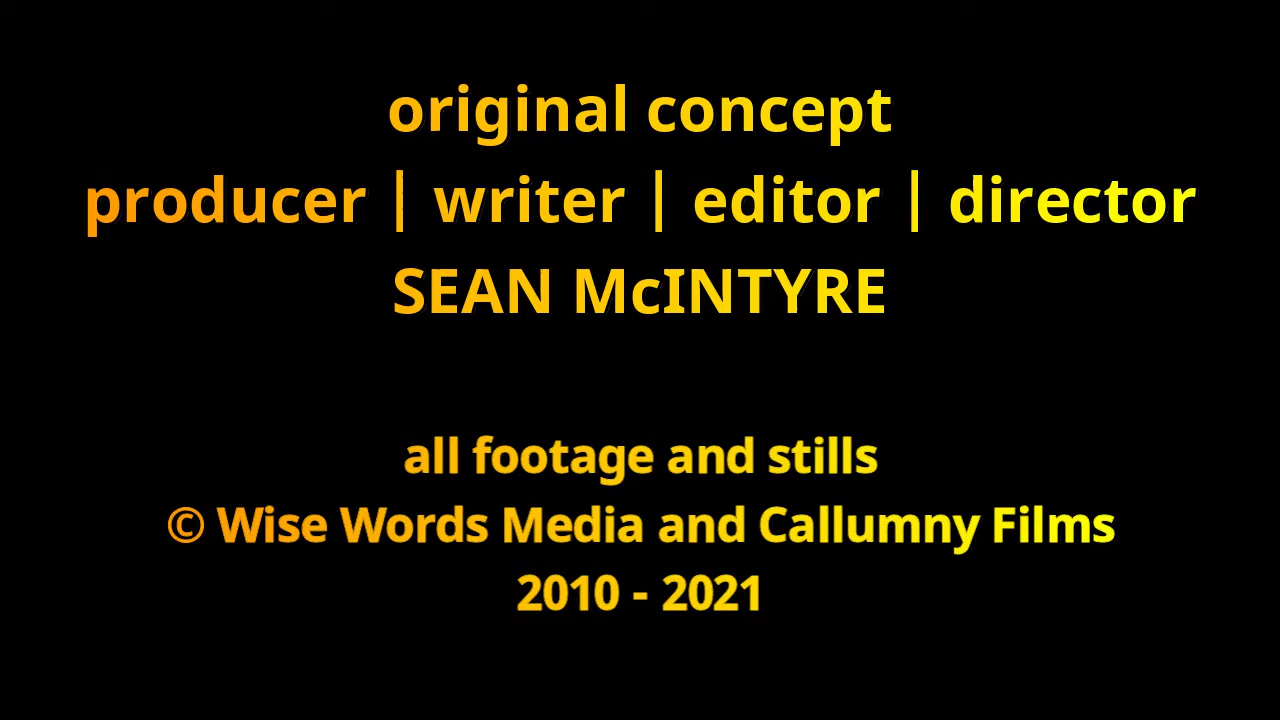 original concept
producer | writer | editor | director
SEAN McINTYRE
all footage and stills
© Wise Words Media and Callumny Films
2010 - 2021